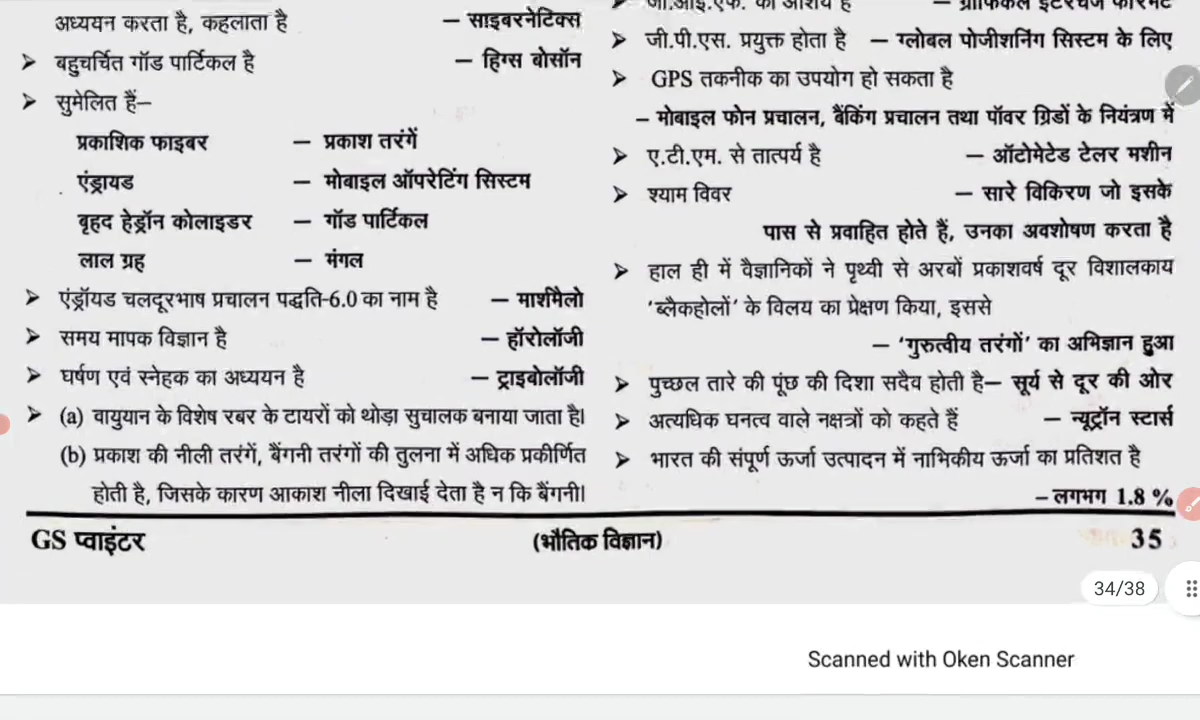 अध्ययन करता है, कहलाता है – साइबरनेटिक्स
➤ बहुचर्चित गॉड पार्टिकल है – हिग्स बोसॉन
➤ सुमेलित हैं–
प्रकाशिक फाइबर – प्रकाश तरंगें
एंड्रायड – मोबाइल ऑपरेटिंग सिस्टम
बृहद हेड्रॉन कोलाइडर – गॉड पार्टिकल
लाल ग्रह – मंगल
➤ एंड्रॉयड चलदूरभाष प्रचालन पद्धति-6.0 का नाम है – मार्शमैलो
➤ समय मापक विज्ञान है – हॉरोलॉजी
➤ घर्षण एवं स्नेहक का अध्ययन है – ट्राइबोलॉजी
➤ (a) वायुयान के विशेष रबर के टायरों को थोड़ा सुचालक बनाया जाता है।
(b) प्रकाश की नीली तरंगें, बैंगनी तरंगों की तुलना में अधिक प्रकीर्णित
होती है, जिसके कारण आकाश नीला दिखाई देता है न कि बैंगनी।
➤ जी.आई.एफ. का आशय है – ग्राफिकल इंटरचेंज फॉरमेट
➤ जी.पी.एस. प्रयुक्त होता है – ग्लोबल पोजीशनिंग सिस्टम के लिए
➤ GPS तकनीक का उपयोग हो सकता है
– मोबाइल फोन प्रचालन, बैंकिंग प्रचालन तथा पॉवर ग्रिडों के नियंत्रण में
➤ ए.टी.एम. से तात्पर्य है – ऑटोमेटेड टेलर मशीन
➤ श्याम विवर – सारे विकिरण जो इसके
पास से प्रवाहित होते हैं, उनका अवशोषण करता है
➤ हाल ही में वैज्ञानिकों ने पृथ्वी से अरबों प्रकाशवर्ष दूर विशालकाय
'ब्लैकहोलों' के विलय का प्रेक्षण किया, इससे
– 'गुरुत्वीय तरंगों' का अभिज्ञान हुआ
➤ पुच्छल तारे की पूंछ की दिशा सदैव होती है– सूर्य से दूर की ओर
➤ अत्यधिक घनत्व वाले नक्षत्रों को कहते हैं – न्यूट्रॉन स्टार्स
➤ भारत की संपूर्ण ऊर्जा उत्पादन में नाभिकीय ऊर्जा का प्रतिशत है
– लगभग 1.8 %
GS प्वाइंटर (भौतिक विज्ञान) 35
34/38
Scanned with Oken Scanner